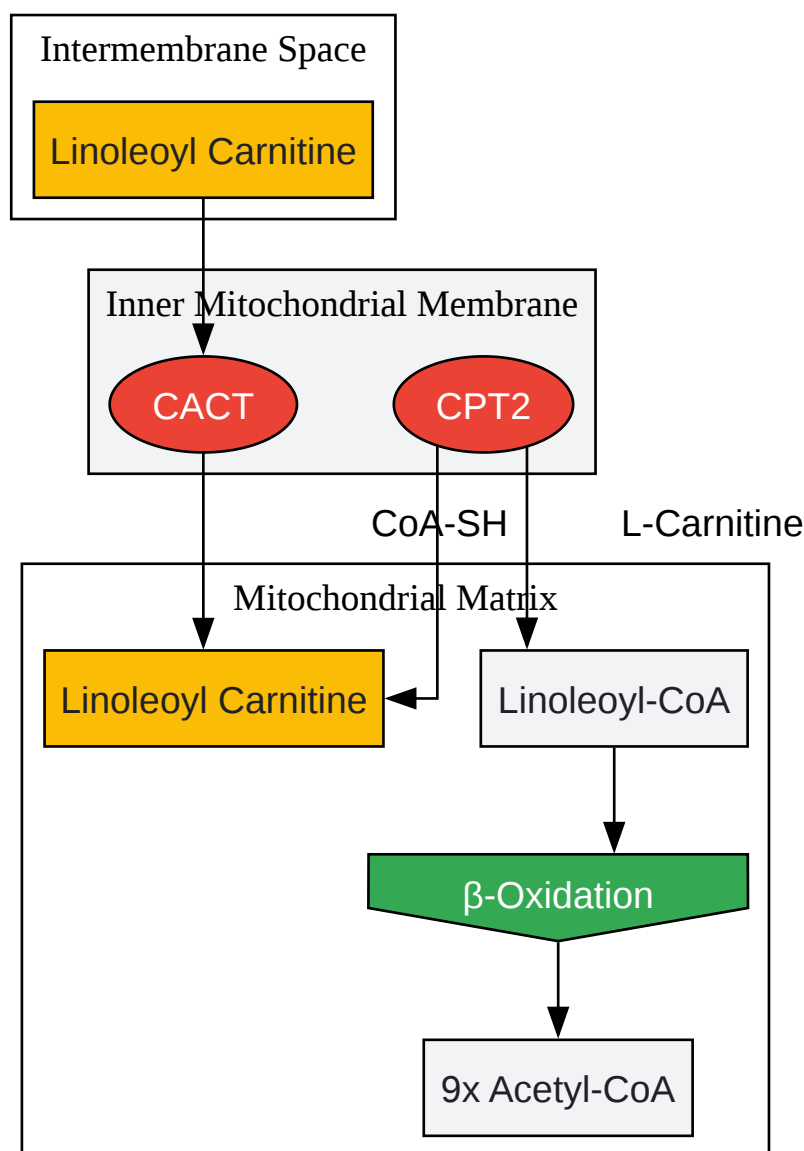 Intermembrane Space
Linoleoyl Carnitine
Inner Mitochondrial Membrane
CACT
CPT2
CoA-SH
L-Carnitine
Mitochondrial Matrix
Linoleoyl Carnitine
Linoleoyl-CoA
β-Oxidation
9x Acetyl-CoA